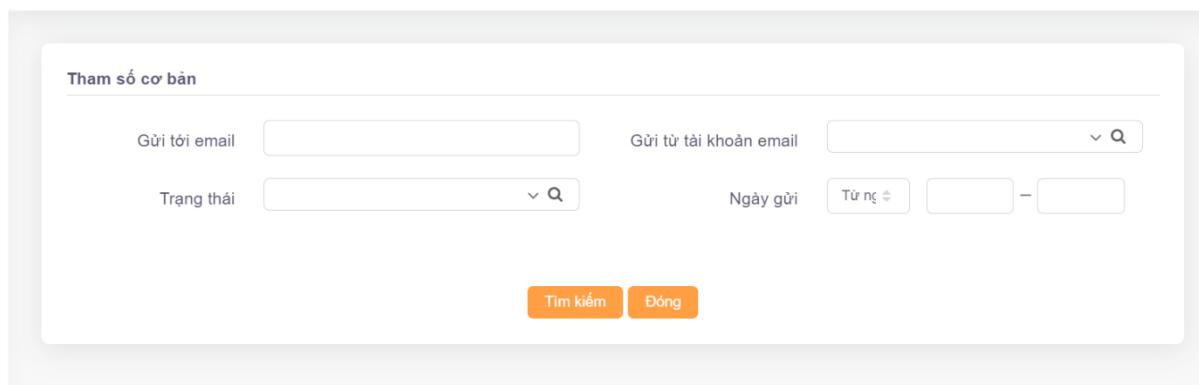 Tham số cơ bản
Gửi tới email
Gửi từ tài khoản email
Trạng thái
Ngày gửi
Từ
–
Tìm kiếm
Đóng